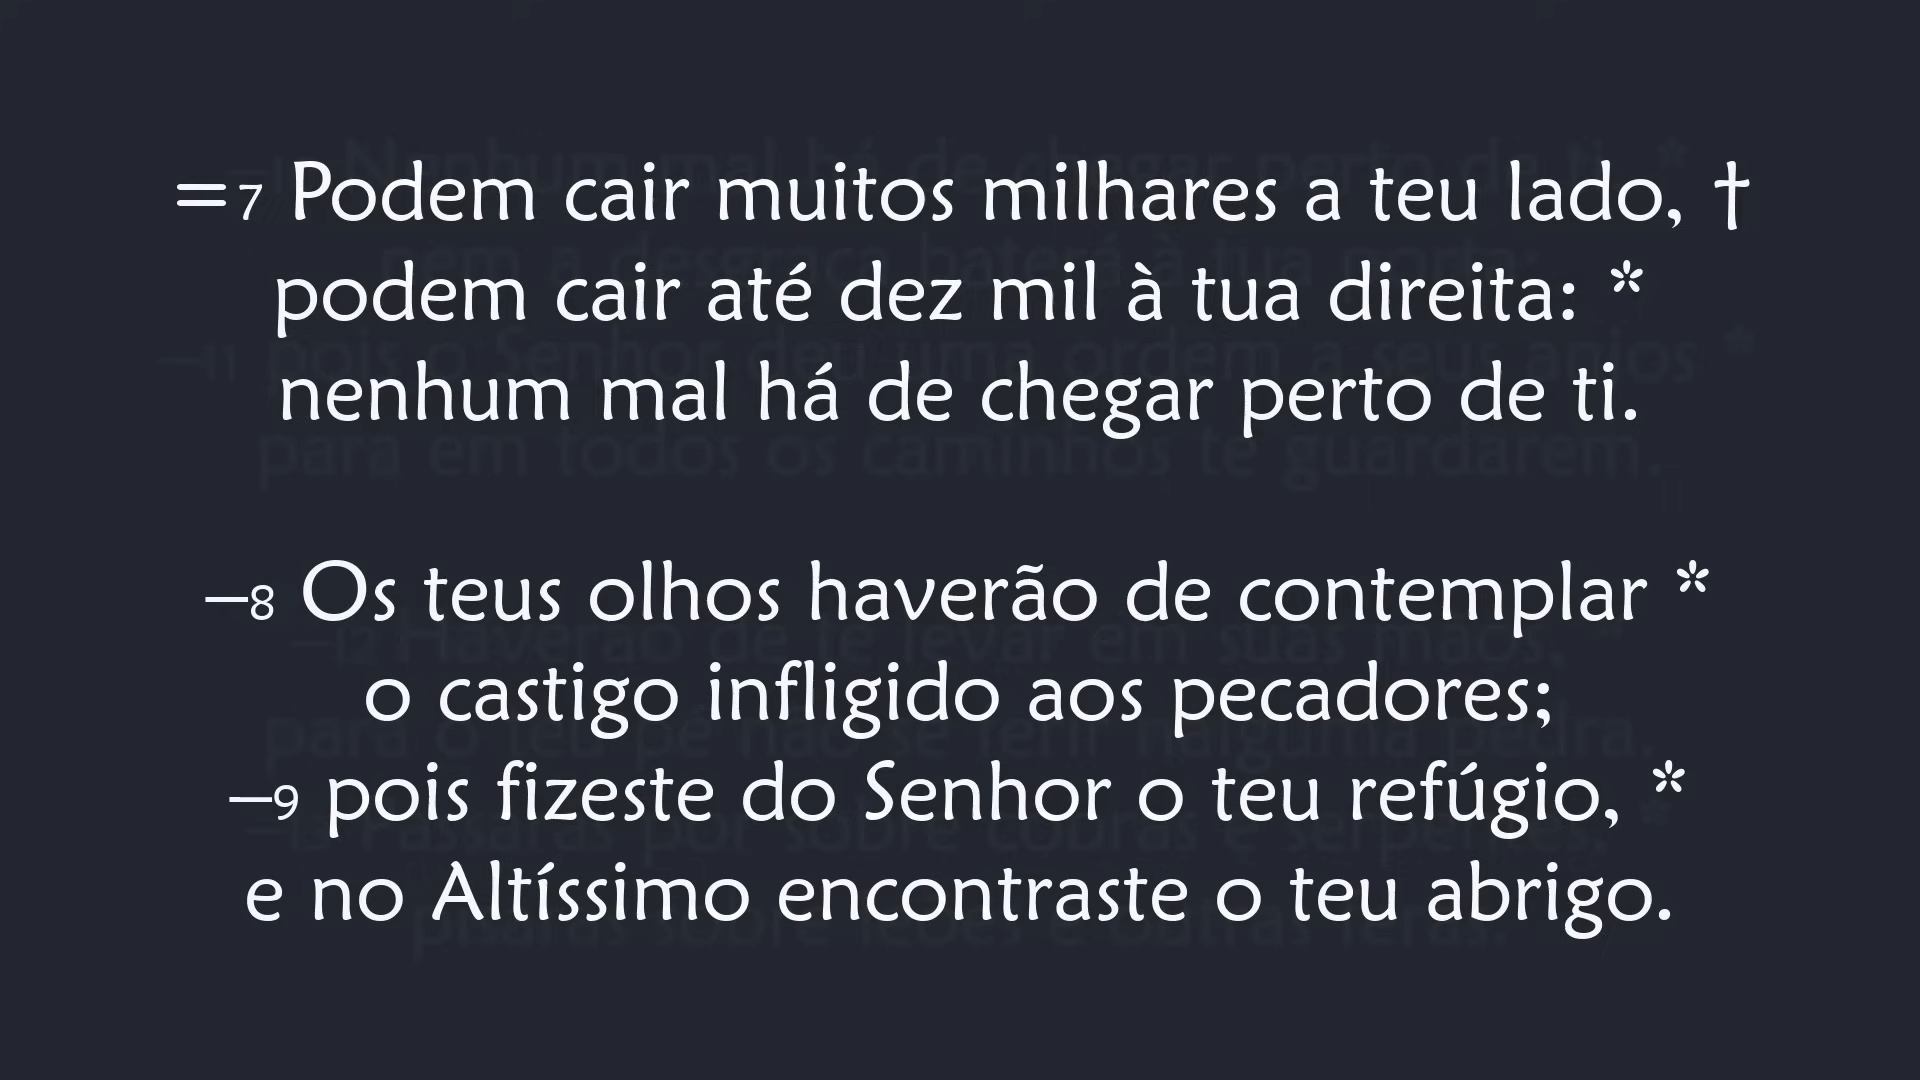 =7 Podem cair muitos milhares a teu lado, †
podem cair até dez mil à tua direita: *
nenhum mal há de chegar perto de ti.
–8 Os teus olhos haverão de contemplar *
o castigo infligido aos pecadores;
–9 pois fizeste do Senhor o teu refúgio, *
e no Altíssimo encontraste o teu abrigo.